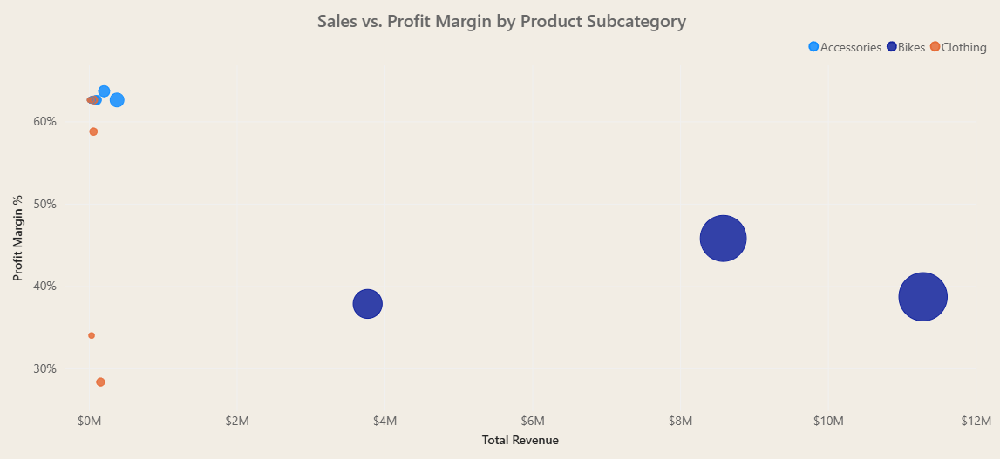 Sales vs. Profit Margin by Product Subcategory
Accessories Bikes Clothing
60%
50%
40%
30%
Profit Margin %
$0M $2M $4M $6M $8M $10M $12M
Total Revenue